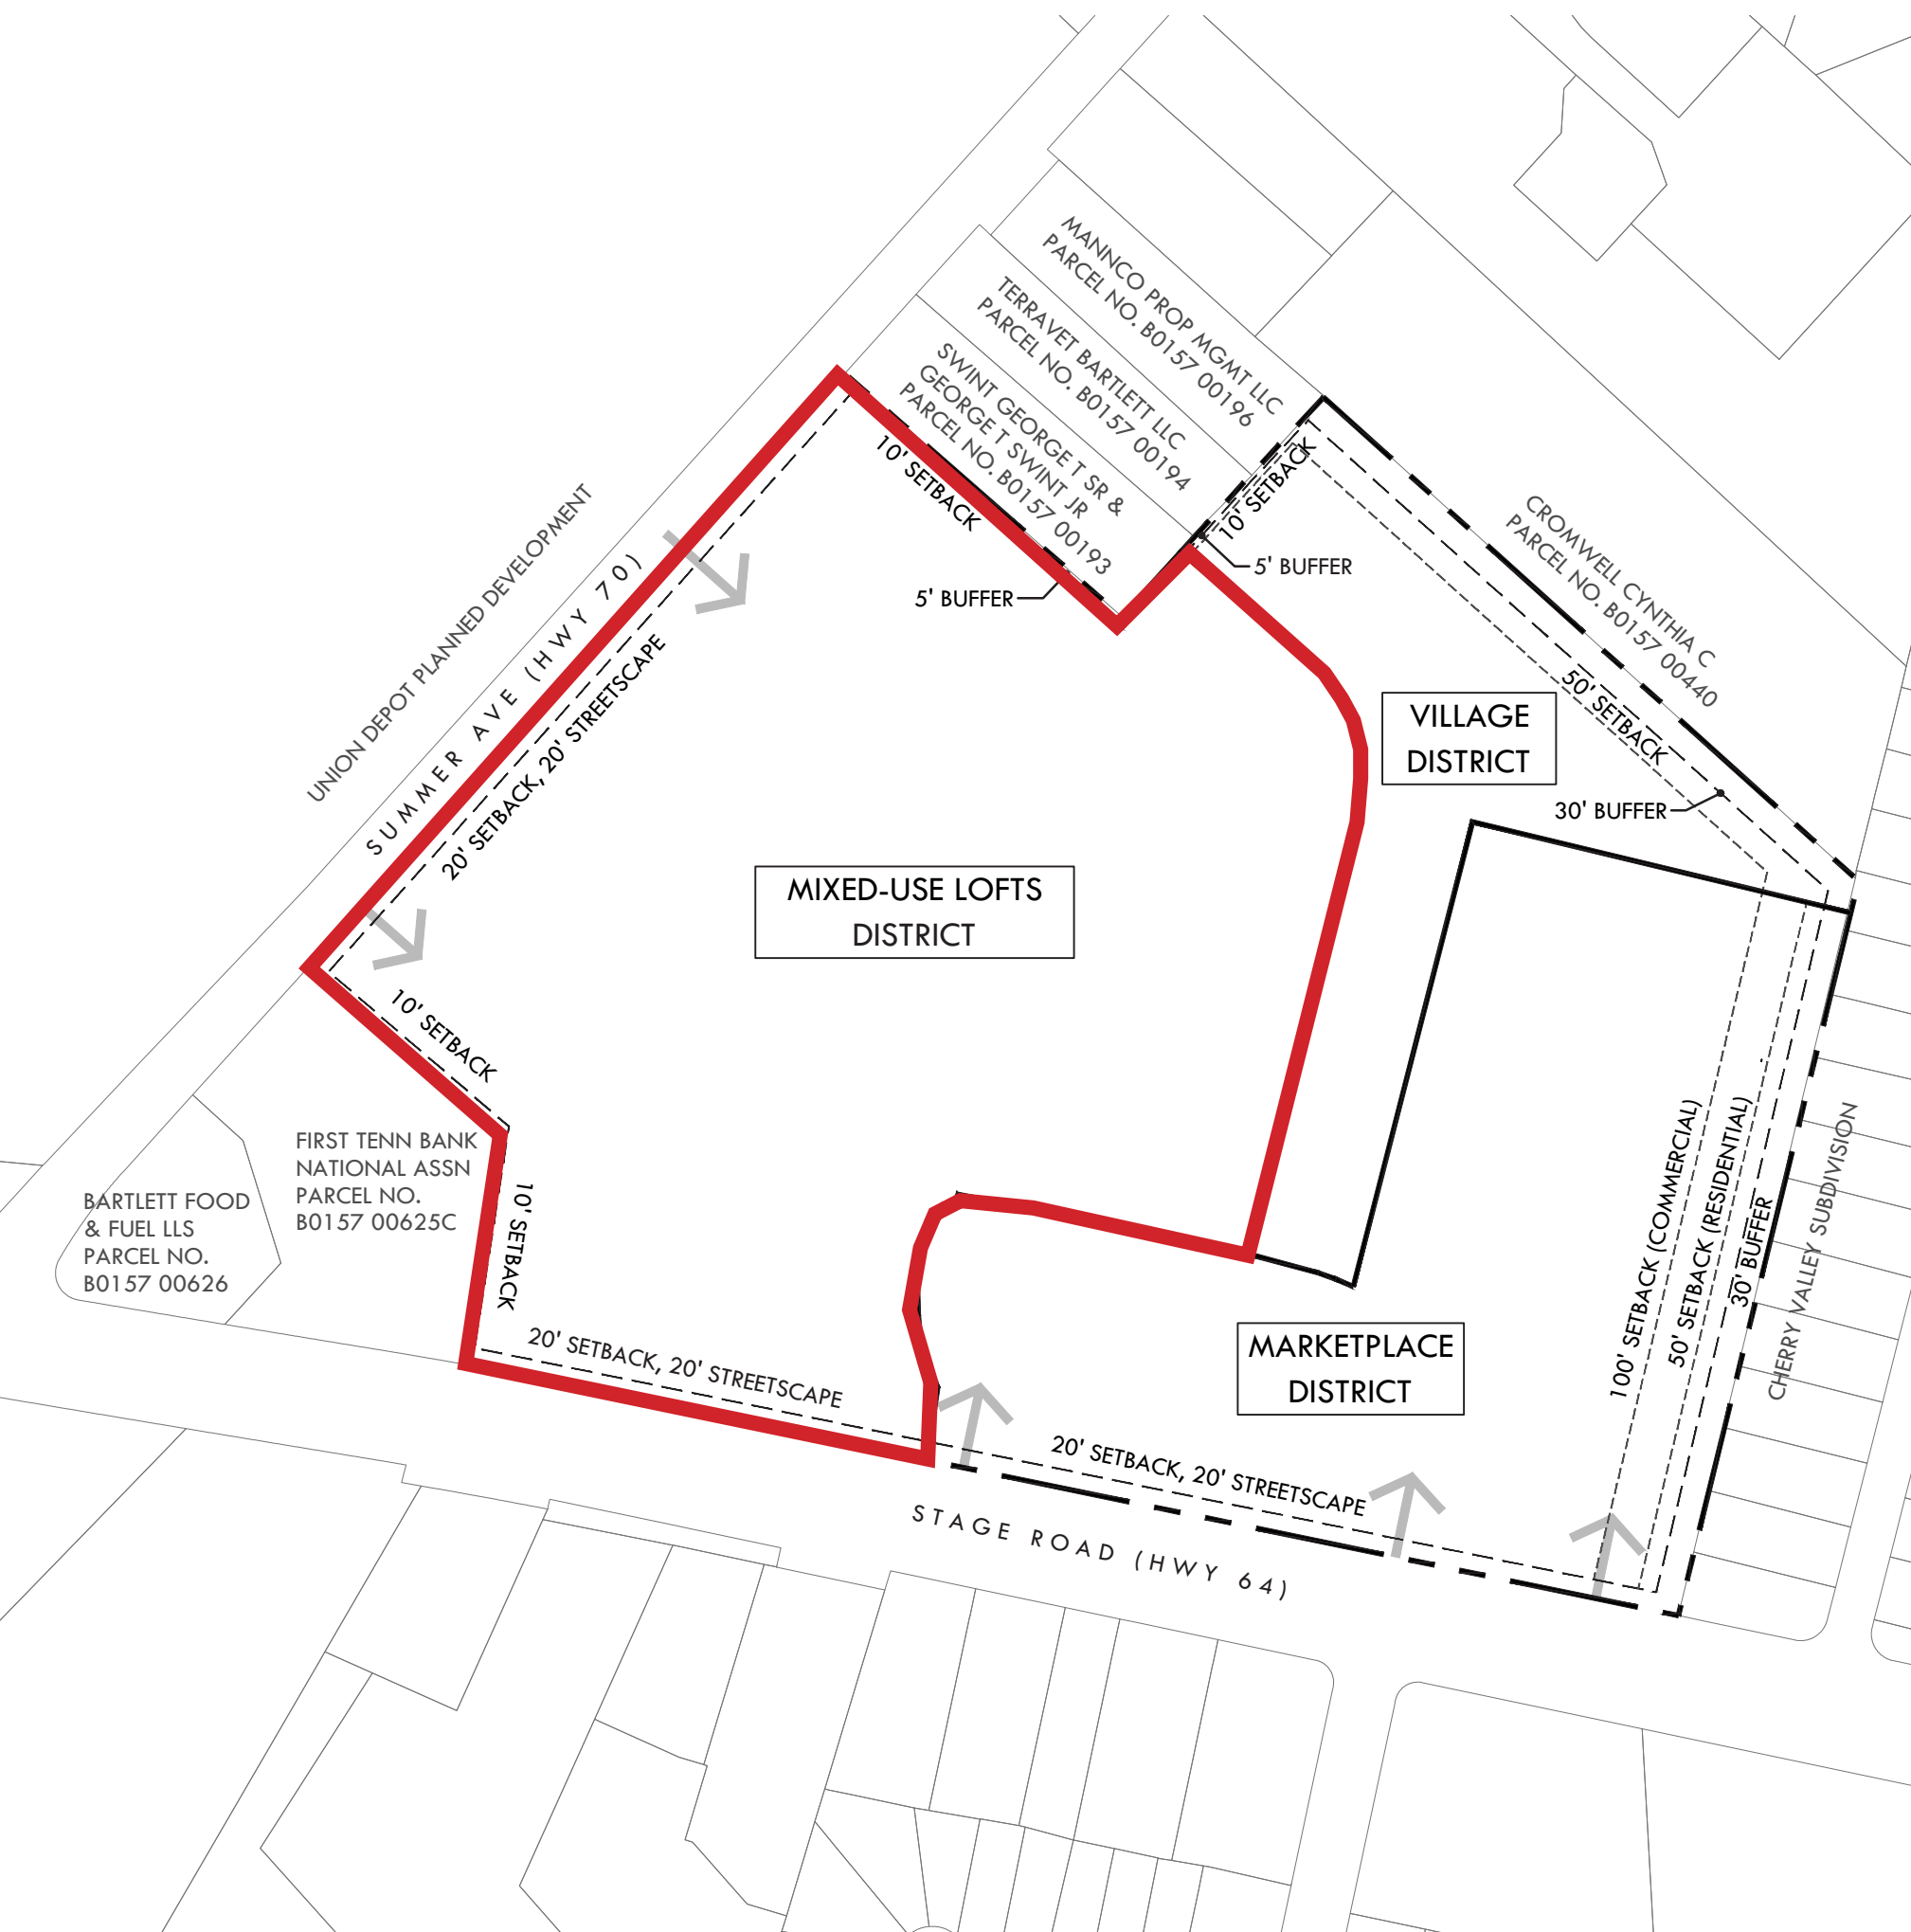 MANNCO PROP MGMT LLC
PARCEL NO. B0157 00196
TERRAVET BARTLETT LLC
PARCEL NO. B0157 00194
SWINT GEORGE T SR &
GEORGE T SWINT JR
PARCEL NO. B0157 00193
10' SETBACK
5' BUFFER
10' SETBACK
5' BUFFER
CROMWELL CYNTHIA C
PARCEL NO. B0157 00440
50' SETBACK
30' BUFFER
UNION DEPOT PLANNED DEVELOPMENT
SUMMER AVE (HWY 70)
20' SETBACK, 20' STREETSCAPE
VILLAGE
DISTRICT
MIXED-USE LOFTS
DISTRICT
10' SETBACK
10' SETBACK
FIRST TENN BANK
NATIONAL ASSN
PARCEL NO.
B0157 00625C
BARTLETT FOOD
& FUEL LLS
PARCEL NO.
B0157 00626
20' SETBACK, 20' STREETSCAPE
MARKETPLACE
DISTRICT
100' SETBACK (COMMERCIAL)
50' SETBACK (RESIDENTIAL)
30' BUFFER
CHERRY VALLEY SUBDIVISION
20' SETBACK, 20' STREETSCAPE
STAGE ROAD (HWY 64)